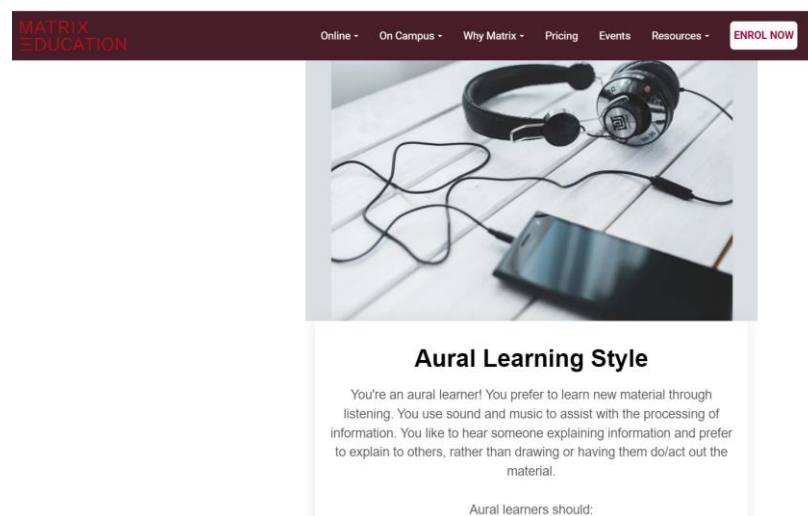 MATRIX
EDUCATION
Online
On Campus
Why Matrix
Pricing
Events
Resources
ENROL NOW
Aural Learning Style
You're an aural learner! You prefer to learn new material through
listening. You use sound and music to assist with the processing of
information. You like to hear someone explaining information and prefer
to explain to others, rather than drawing or having them do/act out the
material.
Aural learners should: